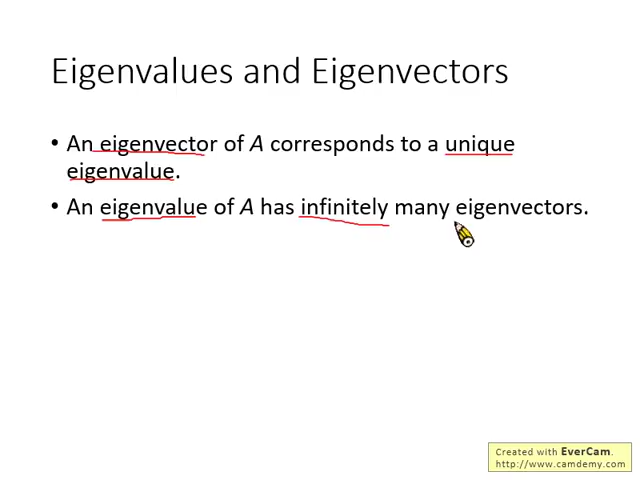 Eigenvalues and Eigenvectors
• An eigenvector of A corresponds to a unique
eigenvalue.
• An eigenvalue of A has infinitely many eigenvectors.
Created with EverCam.
http://www.camdemy.com